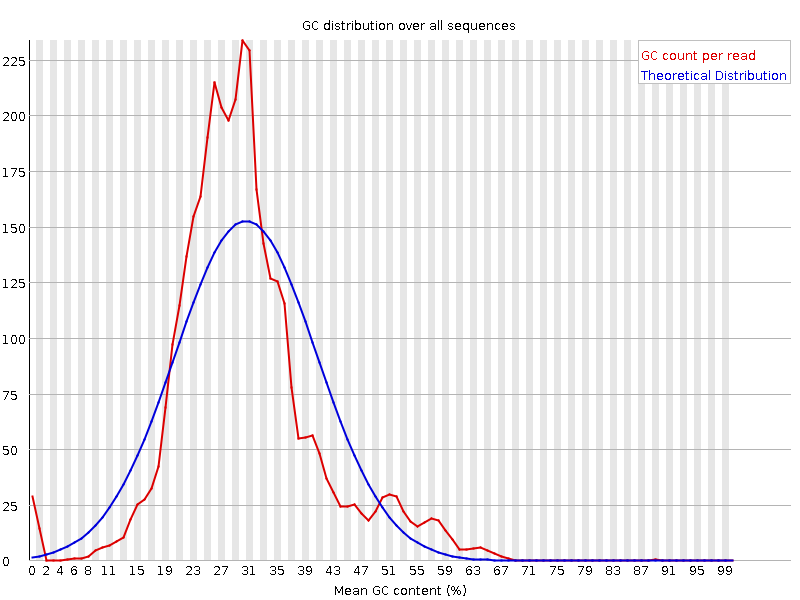 GC distribution over all sequences
GC count per read
Theoretical Distribution
225
200
175
150
125
100
75
50
25
0
0 2 4 6 8 11 15 19 23 27 31 35 39 43 47 51 55 59 63 67 71 75 79 83 87 91 95 99
Mean GC content (%)